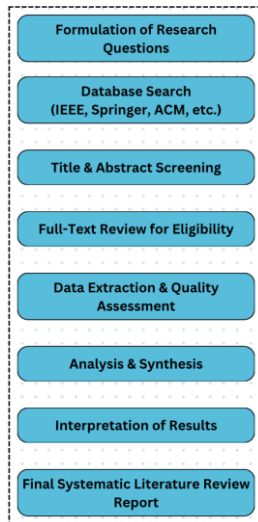 Formulation of Research
Questions
Database Search
(IEEE, Springer, ACM, etc.)
Title & Abstract Screening
Full-Text Review for Eligibility
Data Extraction & Quality
Assessment
Analysis & Synthesis
Interpretation of Results
Final Systematic Literature Review
Report